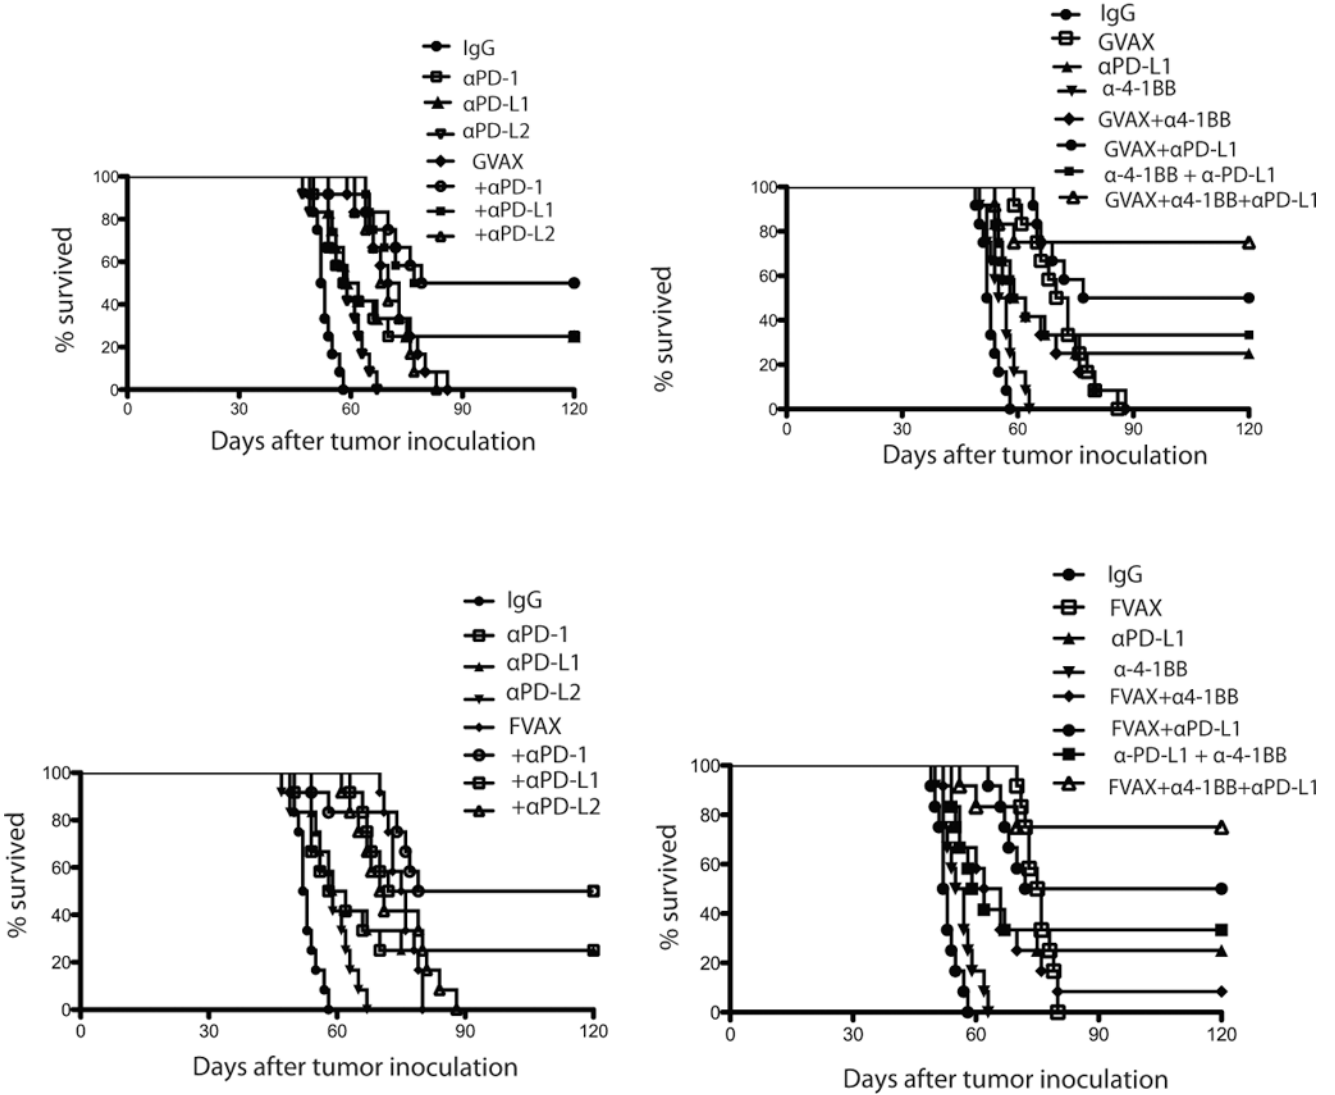 IgG
αPD-1
αPD-L1
αPD-L2
GVAX
+αPD-1
+αPD-L1
+αPD-L2
100
80
60
40
20
0
% survived
0 30 60 90 120
Days after tumor inoculation
IgG
GVAX
αPD-L1
α-4-1BB
GVAX+α4-1BB
GVAX+αPD-L1
α-4-1BB + α-PD-L1
GVAX+α4-1BB+αPD-L1
100
80
60
40
20
0
% survived
0 30 60 90 120
Days after tumor inoculation
IgG
αPD-1
αPD-L1
αPD-L2
FVAX
+αPD-1
+αPD-L1
+αPD-L2
100
80
60
40
20
0
% survived
0 30 60 90 120
Days after tumor inoculation
IgG
FVAX
αPD-L1
α-4-1BB
FVAX+α4-1BB
FVAX+αPD-L1
α-PD-L1 + α-4-1BB
FVAX+α4-1BB+αPD-L1
100
80
60
40
20
0
% survived
0 30 60 90 120
Days after tumor inoculation